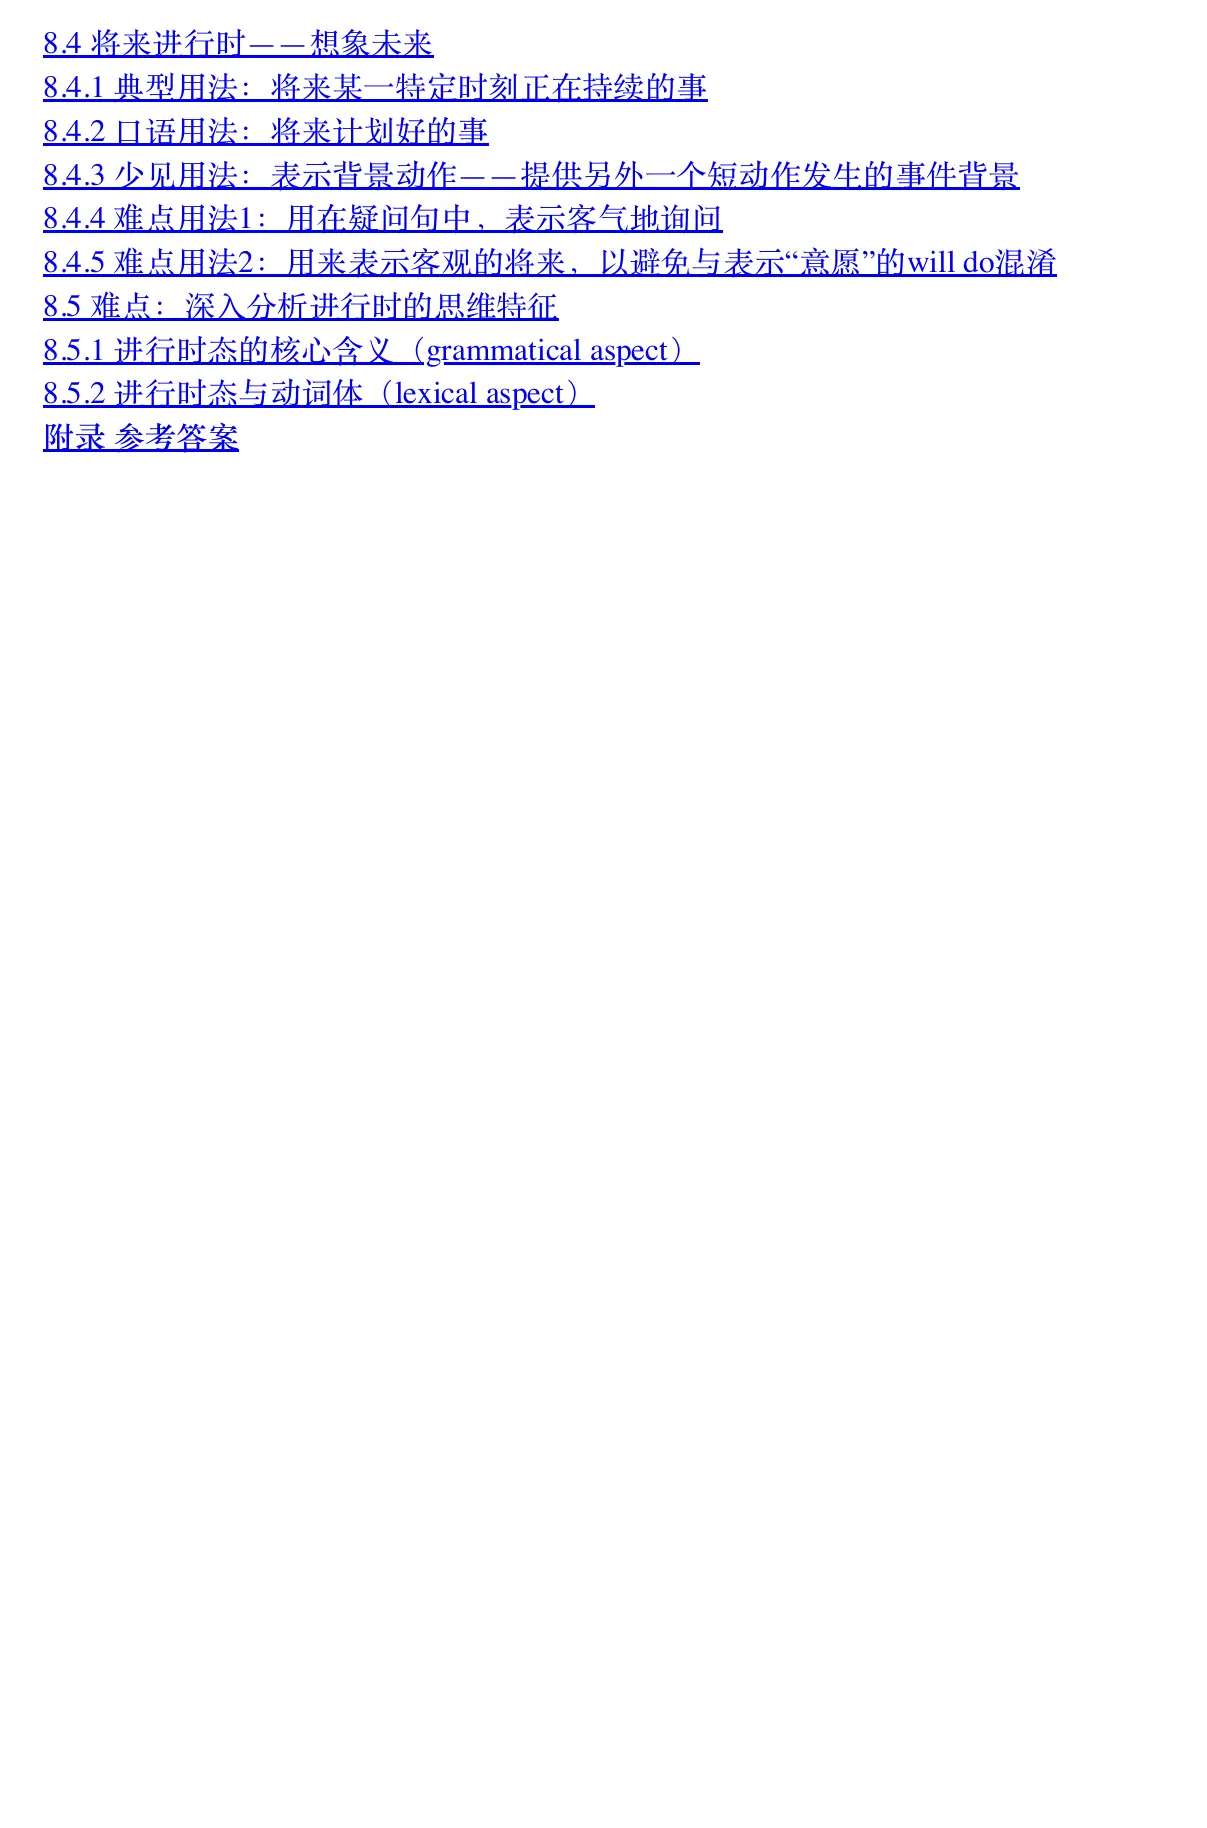 8.4 将来进行时——想象未来
8.4.1 典型用法：将来某一特定时刻正在持续的事
8.4.2 口语用法：将来计划好的事
8.4.3 少见用法：表示背景动作——提供另外一个短动作发生的事件背景
8.4.4 难点用法1：用在疑问句中，表示客气地询问
8.4.5 难点用法2：用来表示客观的将来，以避免与表示“意愿”的will do混淆
8.5 难点：深入分析进行时的思维特征
8.5.1 进行时态的核心含义（grammatical aspect）
8.5.2 进行时态与动词体（lexical aspect）
附录 参考答案